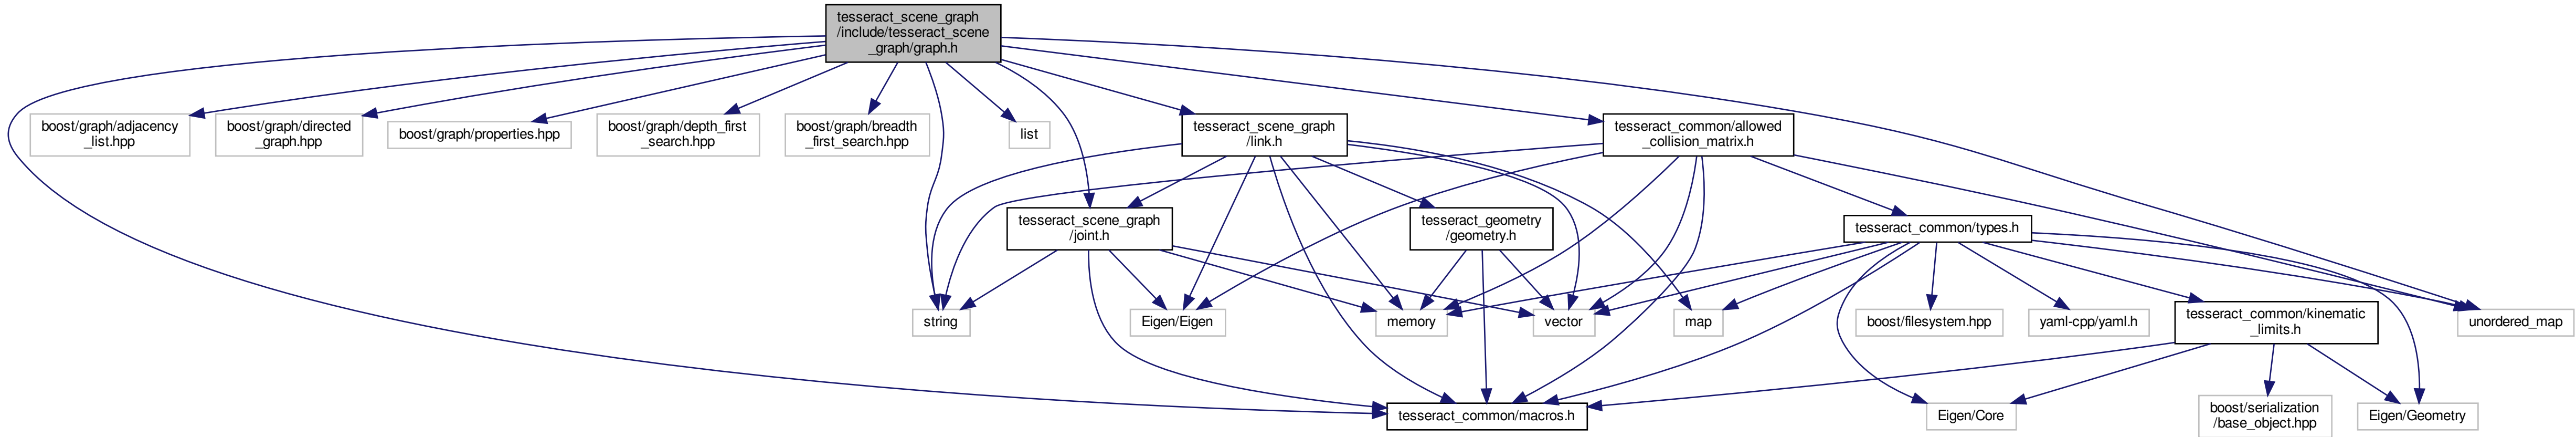 tesseract_scene_graph
/include/tesseract_scene
_graph/graph.h
boost/graph/adjacency
_list.hpp
boost/graph/directed
_graph.hpp
boost/graph/properties.hpp
boost/graph/depth_first
_search.hpp
boost/graph/breadth
_first_search.hpp
list
tesseract_scene_graph
/link.h
tesseract_common/allowed
_collision_matrix.h
tesseract_scene_graph
/joint.h
tesseract_geometry
/geometry.h
tesseract_common/types.h
string
Eigen/Eigen
memory
vector
map
boost/filesystem.hpp
yaml-cpp/yaml.h
tesseract_common/kinematic
_limits.h
unordered_map
tesseract_common/macros.h
Eigen/Core
boost/serialization
/base_object.hpp
Eigen/Geometry